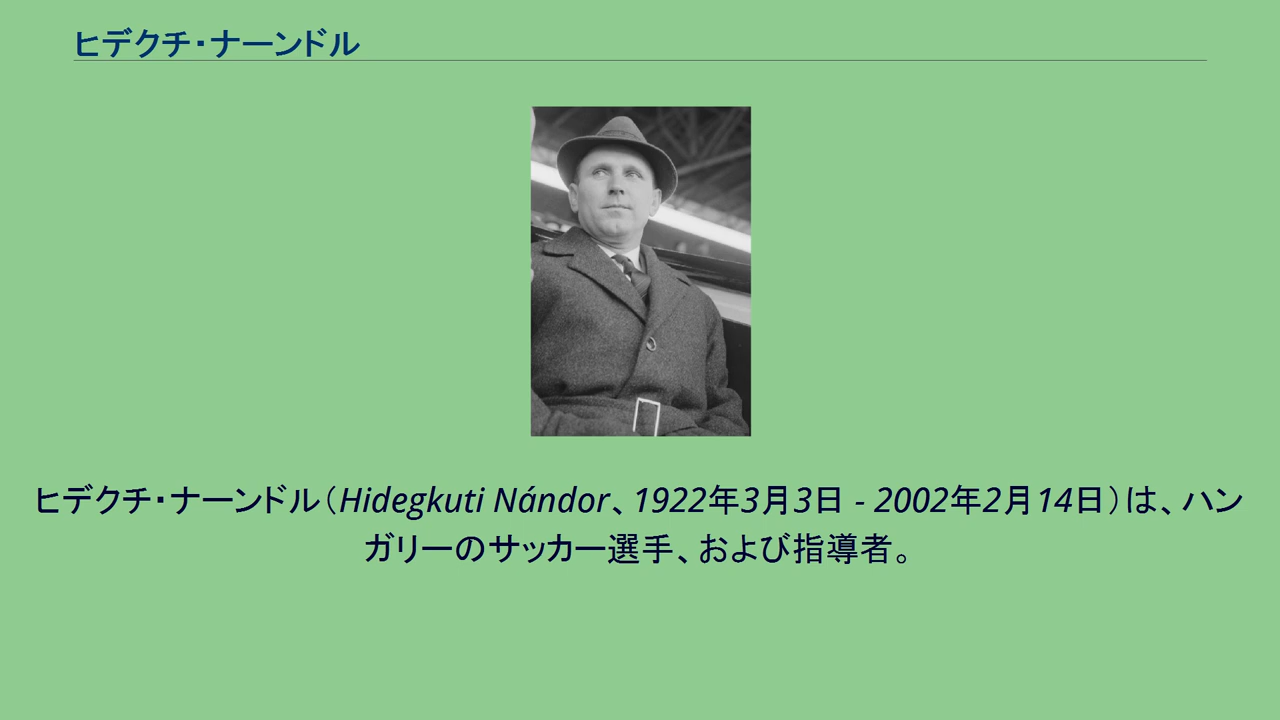 ヒデクチ・ナーンドル
ヒデクチ・ナーンドル（Hidegkuti Nándor、1922年3月3日 - 2002年2月14日）は、ハン
ガリーのサッカー選手、および指導者。